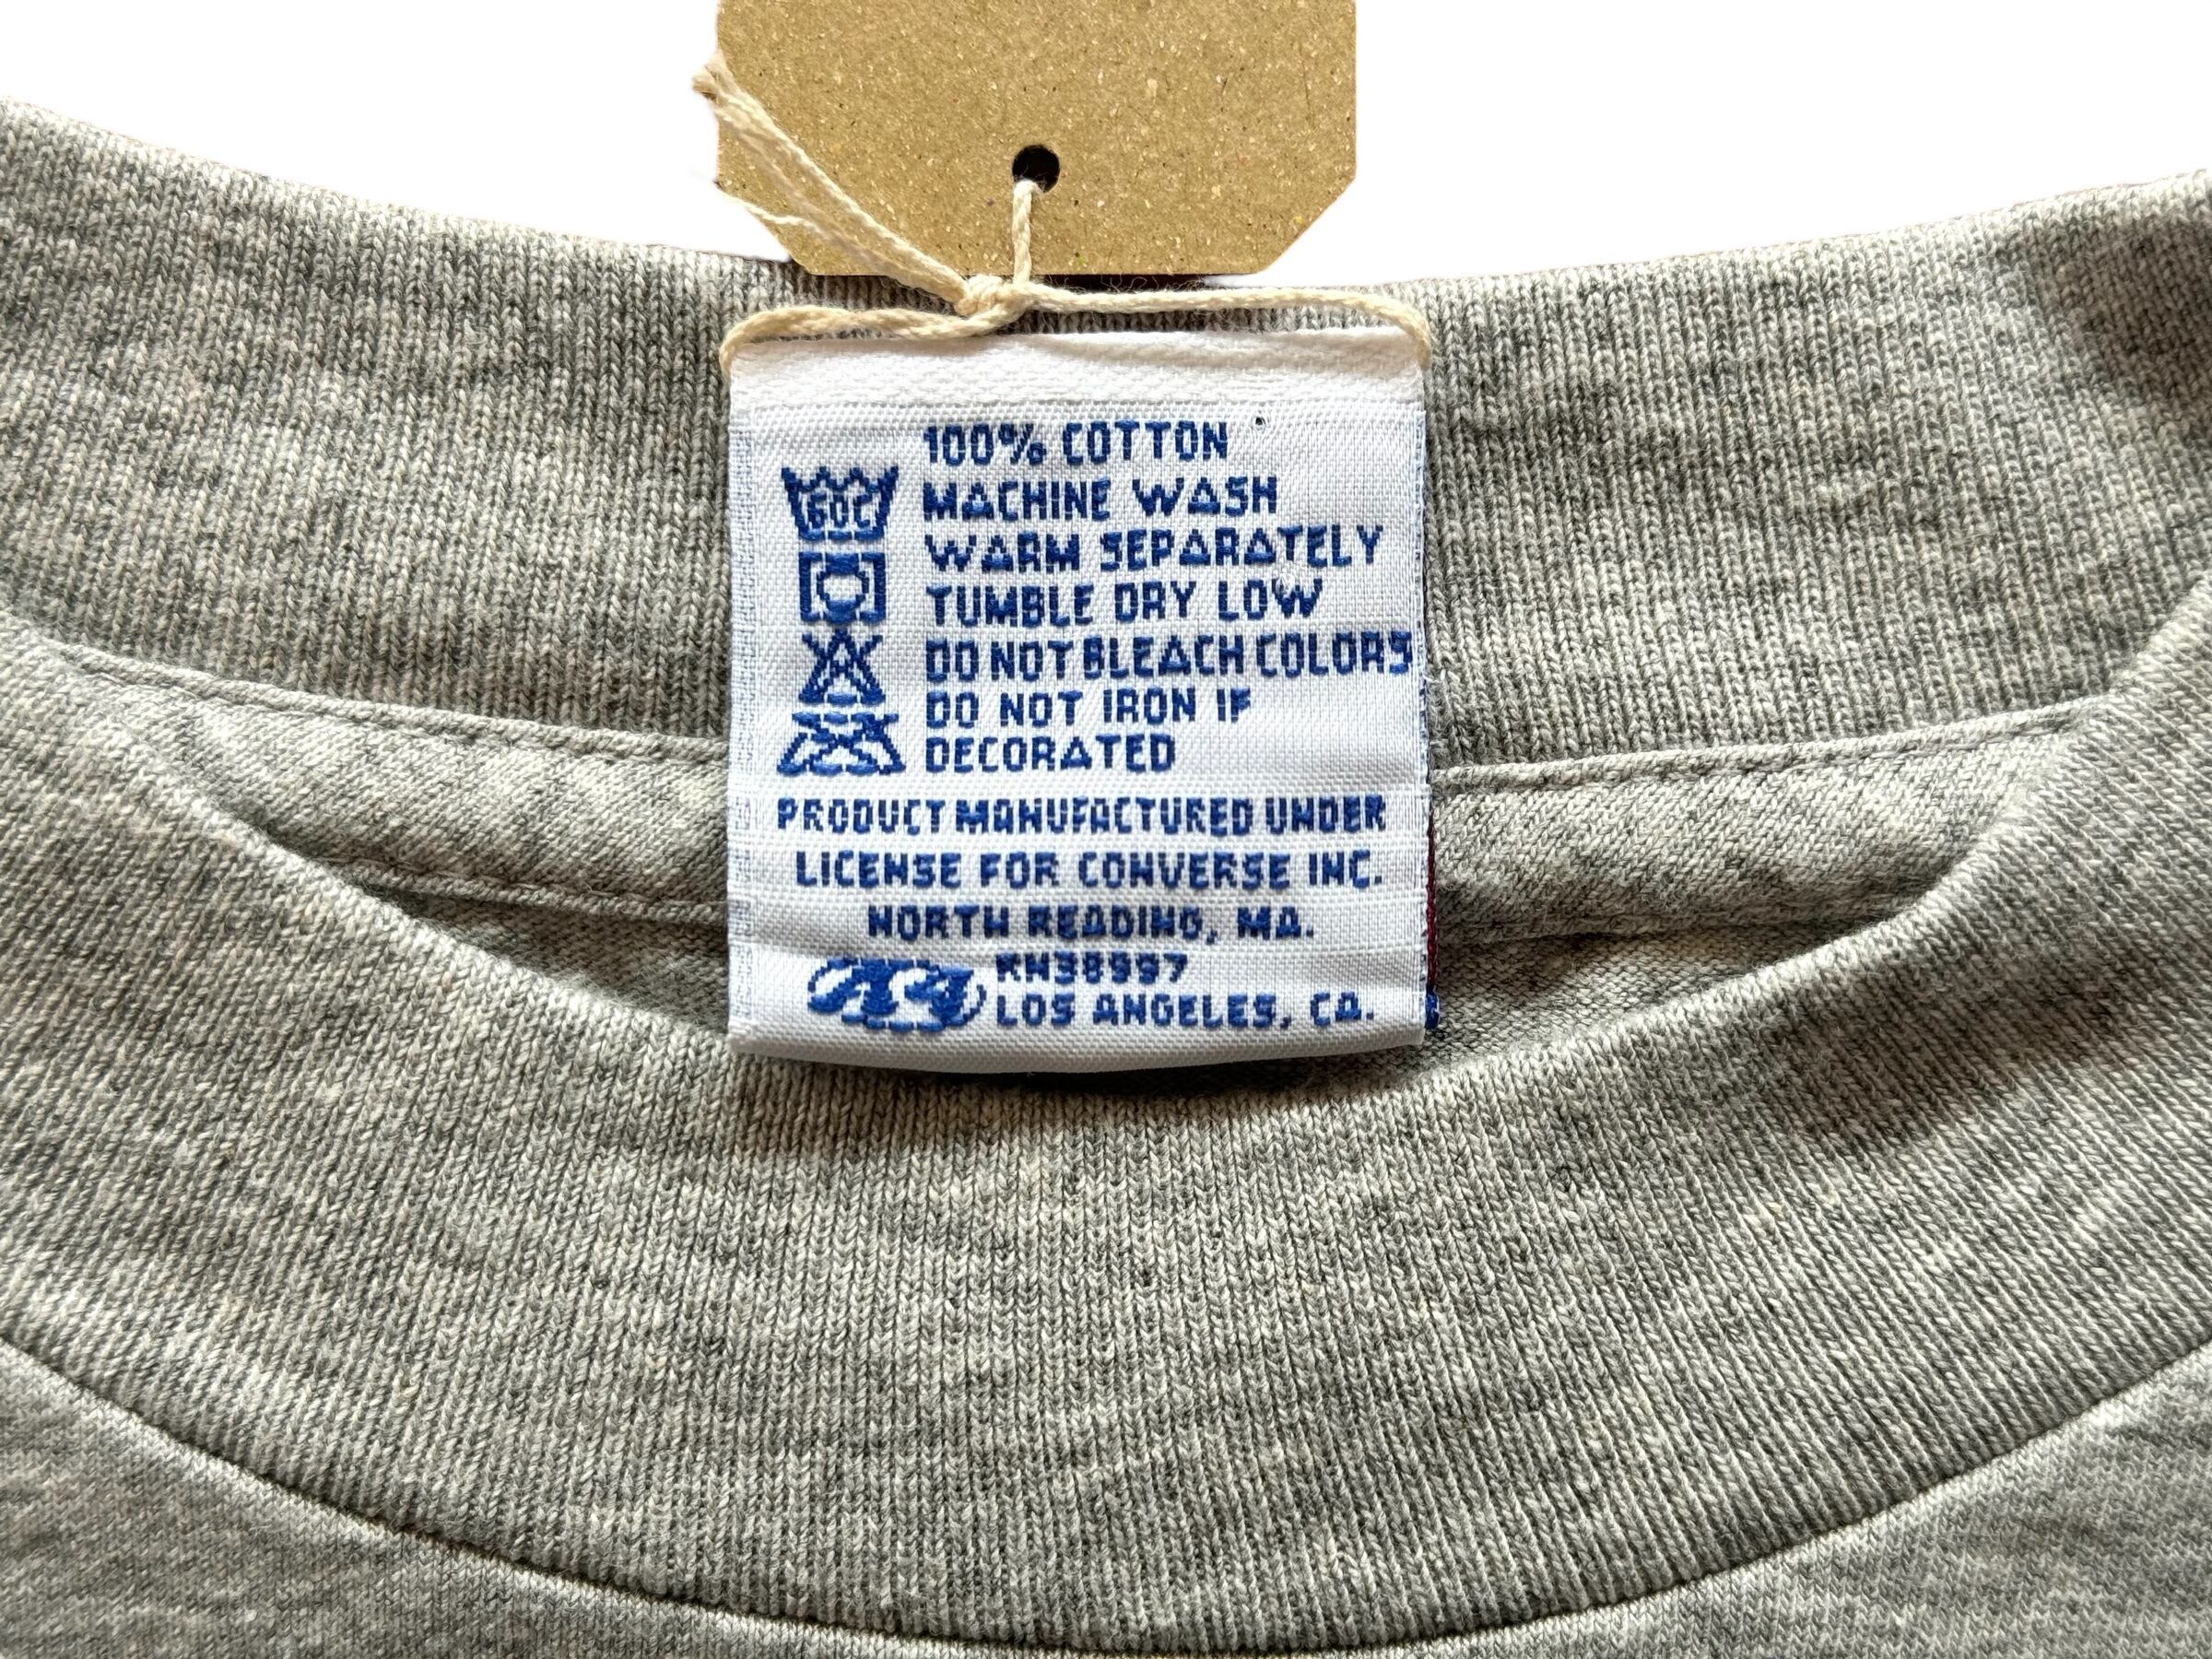 100% COTTON
60C
MACHINE WASH
WARM SEPARATELY
TUMBLE DRY LOW
DO NOT BLEACH COLORS
DO NOT IRON IF
DECORATED
PRODUCT MANUFACTURED UNDER
LICENSE FOR CONVERSE INC.
NORTH READING, MA.
RN38997
LOS ANGELES, CA.